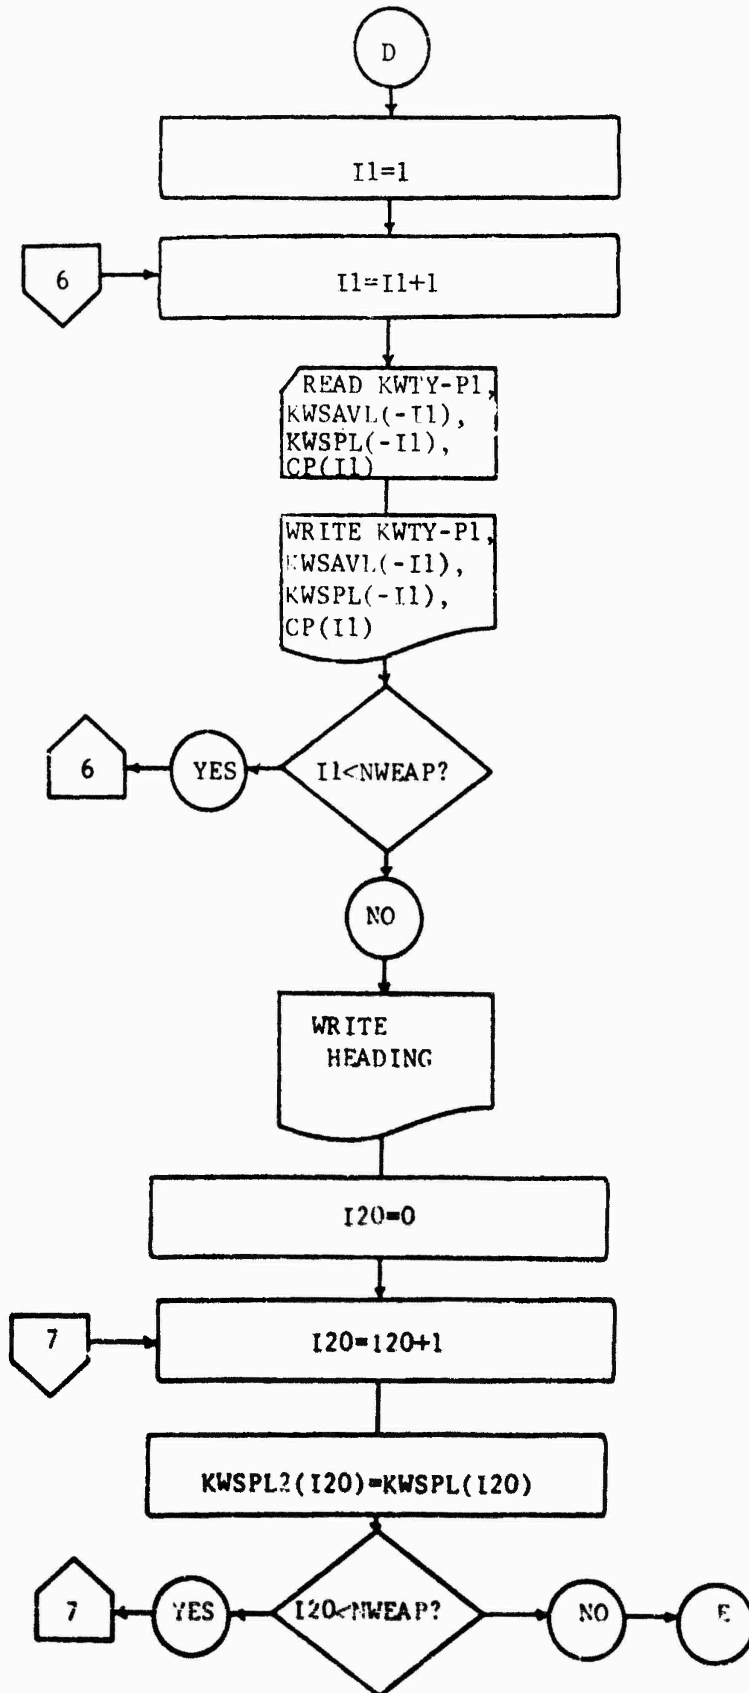 D
I1=1
6
I1=I1+1
READ KWTY-P1,
KWSAVL(-I1),
KWSPL(-I1),
CP(I1)
WRITE KWTY-P1,
KWSAVL(-I1),
KWSPL(-I1),
CP(I1)
6
YES
I1<NWEAP?
NO
WRITE
HEADING
I20=0
7
I20=I20+1
KWSPL2(I20)=KWSPL(I20)
7
YES
I20<NWEAP?
NO
E